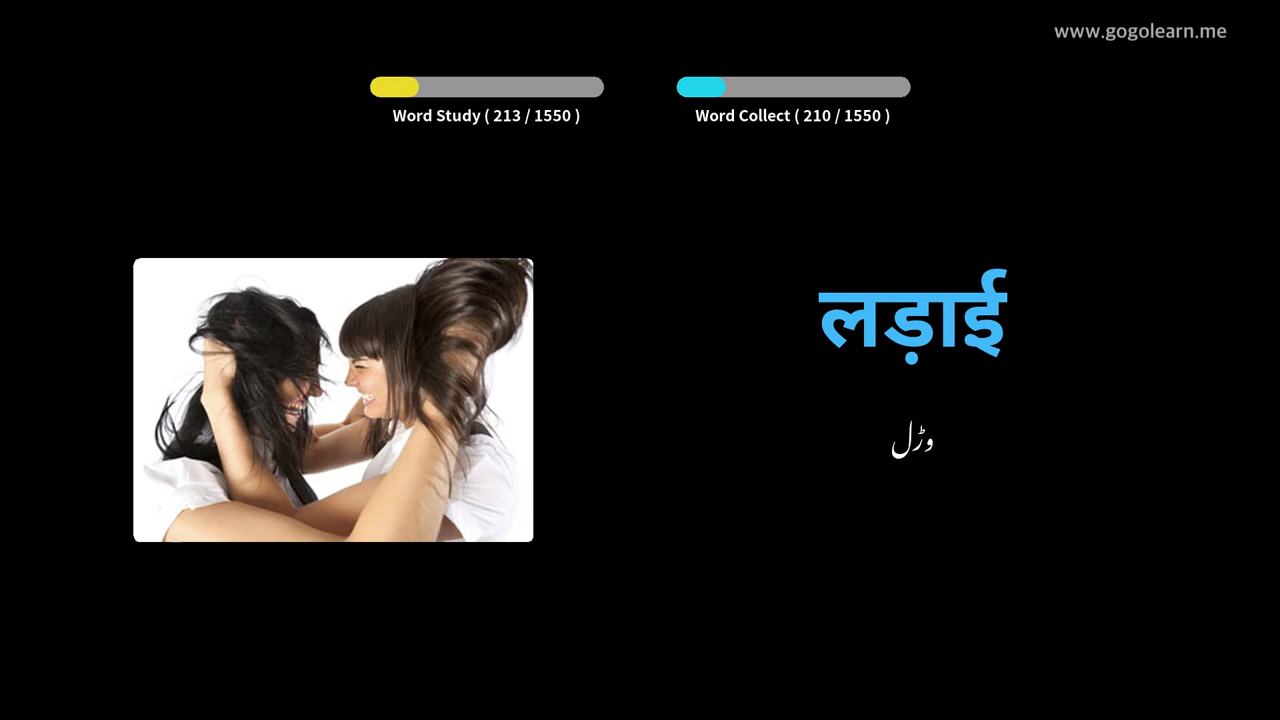 www.gogolearn.me
Word Study ( 213 / 1550 )
Word Collect ( 210 / 1550 )
लड़ाई
وڑل